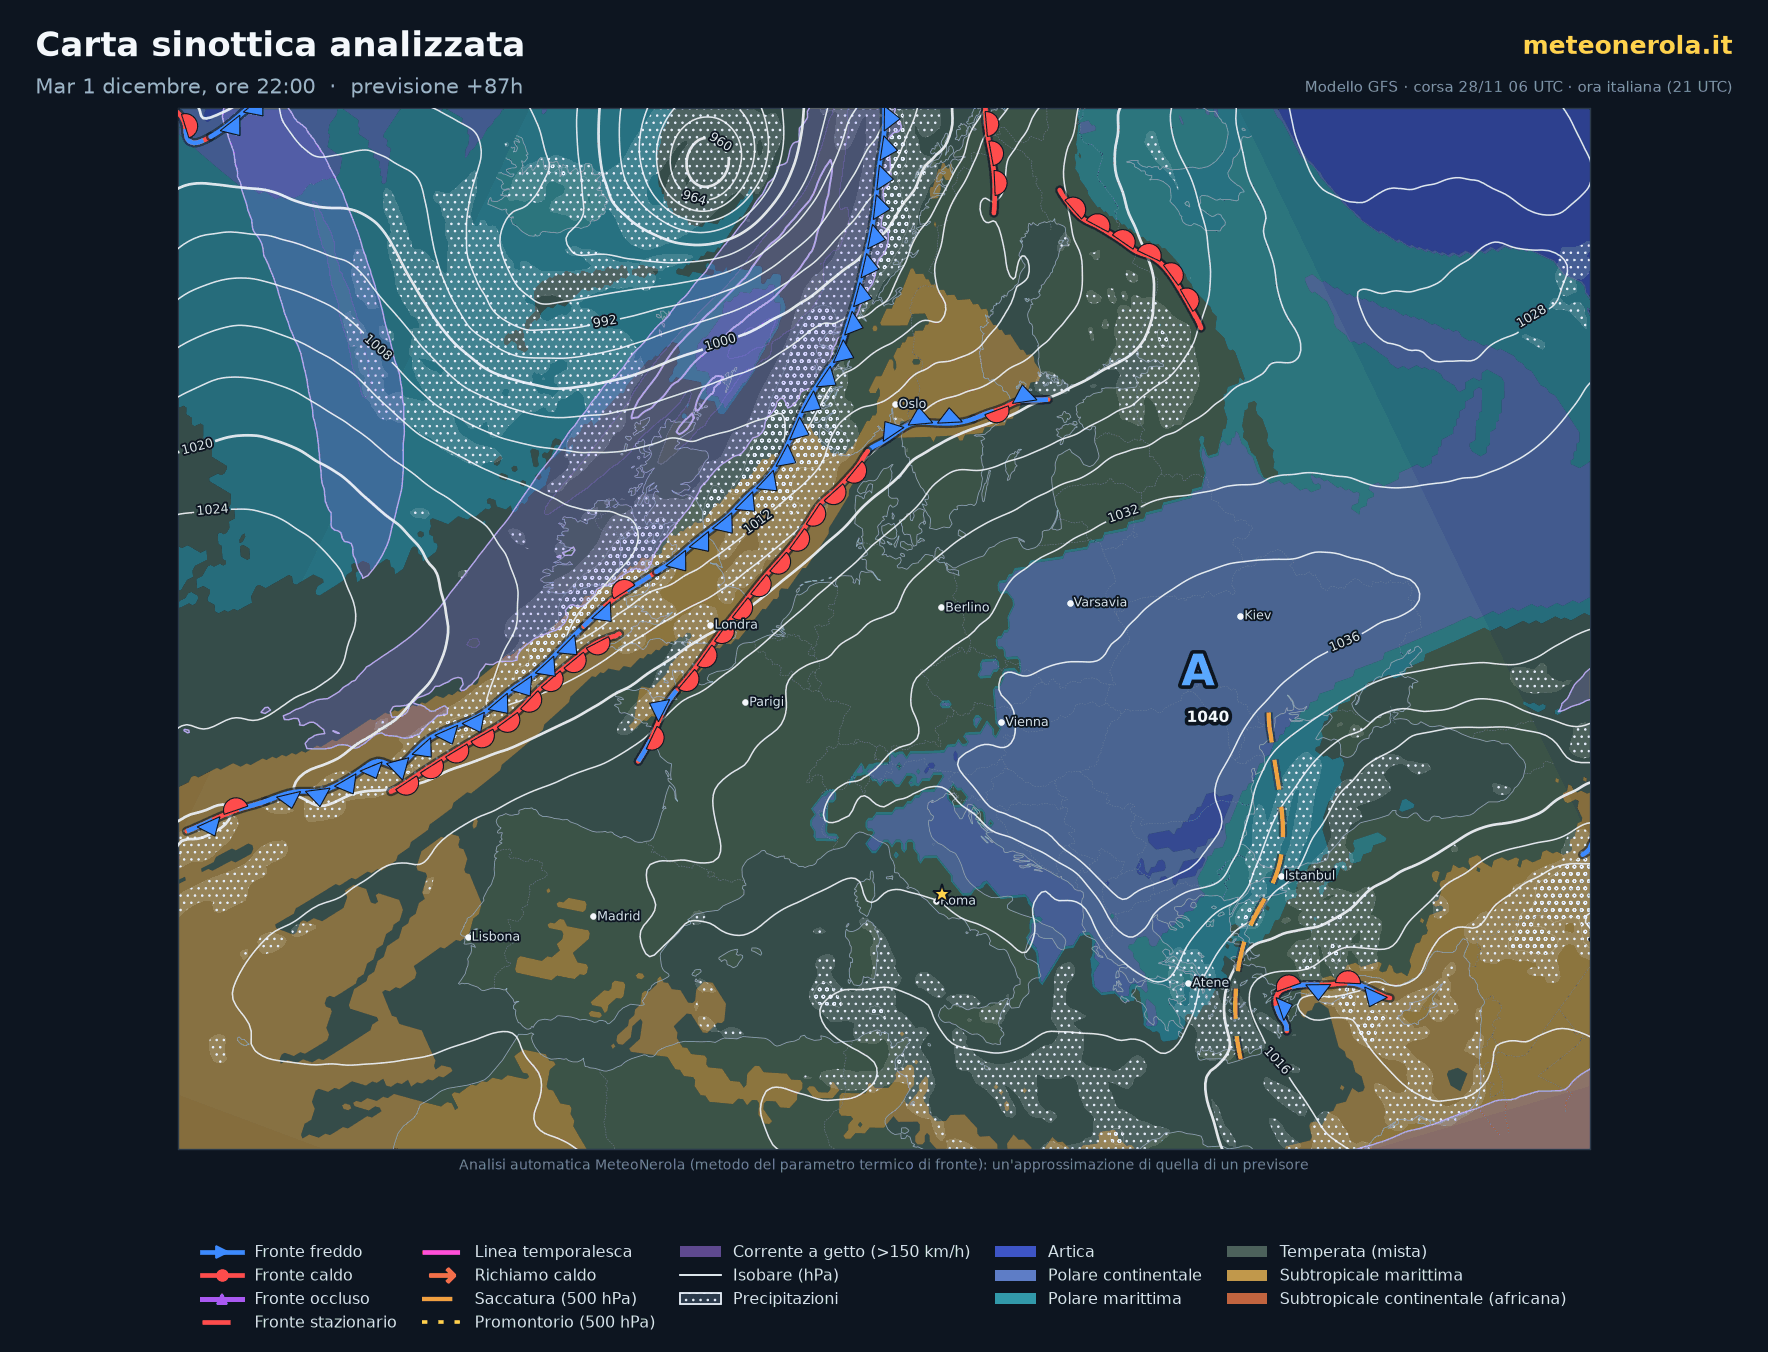 Carta sinottica analizzata
meteonerola.it
Mar 1 dicembre, ore 22:00 · previsione +87h
Modello GFS · corsa 28/11 06 UTC · ora italiana (21 UTC)
960
964
992
1000
1008
1028
1020
Oslo
1024
1012
1032
Berlino
Varsavia
Kiev
Londra
1036
A
1040
Parigi
Vienna
Istanbul
Roma
Madrid
Lisbona
Atene
1016
Analisi automatica MeteoNerola (metodo del parametro termico di fronte): un'approssimazione di quella di un previsore
Fronte freddo
Fronte caldo
Fronte occluso
Fronte stazionario
Linea temporalesca
Richiamo caldo
Saccatura (500 hPa)
Promontorio (500 hPa)
Corrente a getto (>150 km/h)
Isobare (hPa)
Precipitazioni
Artica
Polare continentale
Polare marittima
Temperata (mista)
Subtropicale marittima
Subtropicale continentale (africana)